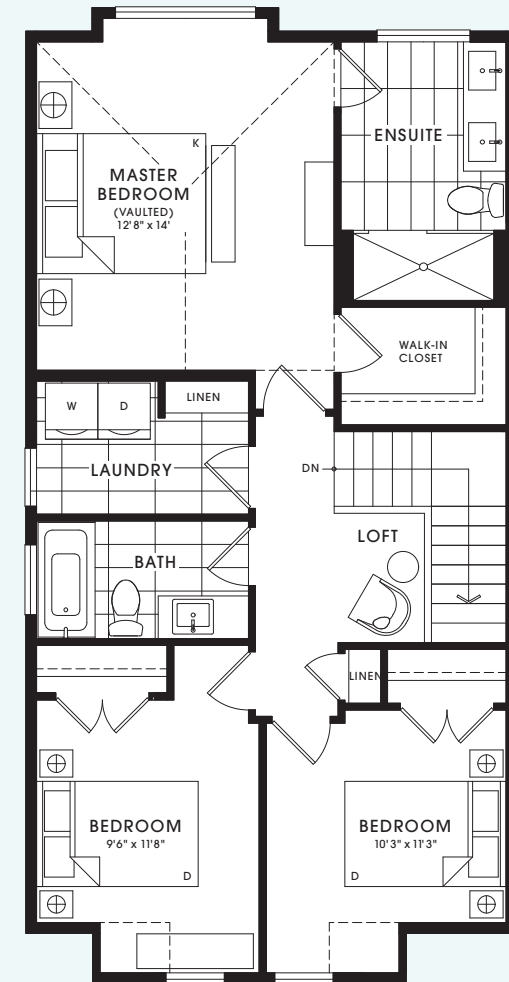 ENSUITE
K
MASTER
BEDROOM
(VAULTED)
12'8" x 14'
WALK-IN
CLOSET
W
D
LINEN
LAUNDRY
DN
LOFT
BATH
LINEN
BEDROOM
9'6" x 11'8"
D
BEDROOM
10'3" x 11'3"
D